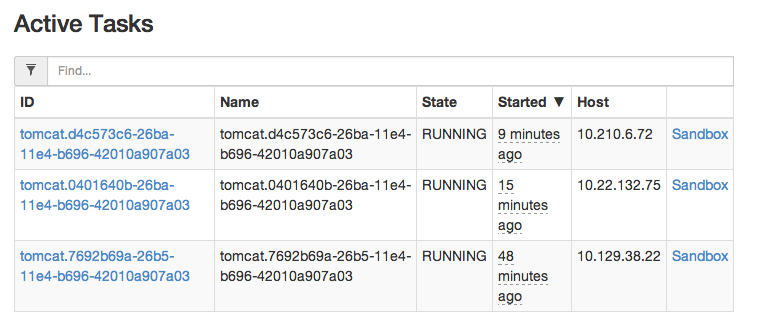 Active Tasks
Find...
ID Name State Started ▼ Host
tomcat.d4c573c6-26ba- tomcat.d4c573c6-26ba-11e4- RUNNING 9 minutes 10.210.6.72 Sandbox
11e4-b696-42010a907a03 b696-42010a907a03 ago
tomcat.0401640b-26ba- tomcat.0401640b-26ba-11e4- RUNNING 15 10.22.132.75 Sandbox
11e4-b696-42010a907a03 b696-42010a907a03 minutes
ago
tomcat.7692b69a-26b5- tomcat.7692b69a-26b5-11e4- RUNNING 48 10.129.38.22 Sandbox
11e4-b696-42010a907a03 b696-42010a907a03 minutes
ago